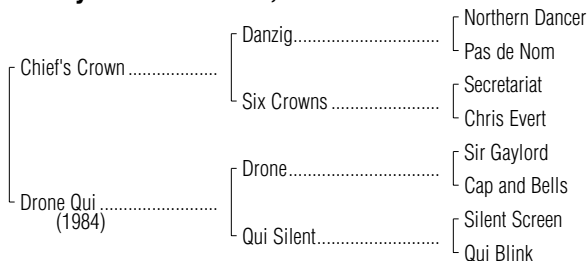 Northern Dancer
Danzig
Pas de Nom
Chief's Crown
Secretariat
Six Crowns
Chris Evert
Sir Gaylord
Drone
Cap and Bells
Drone Qui
(1984)
Silent Screen
Qui Silent
Qui Blink